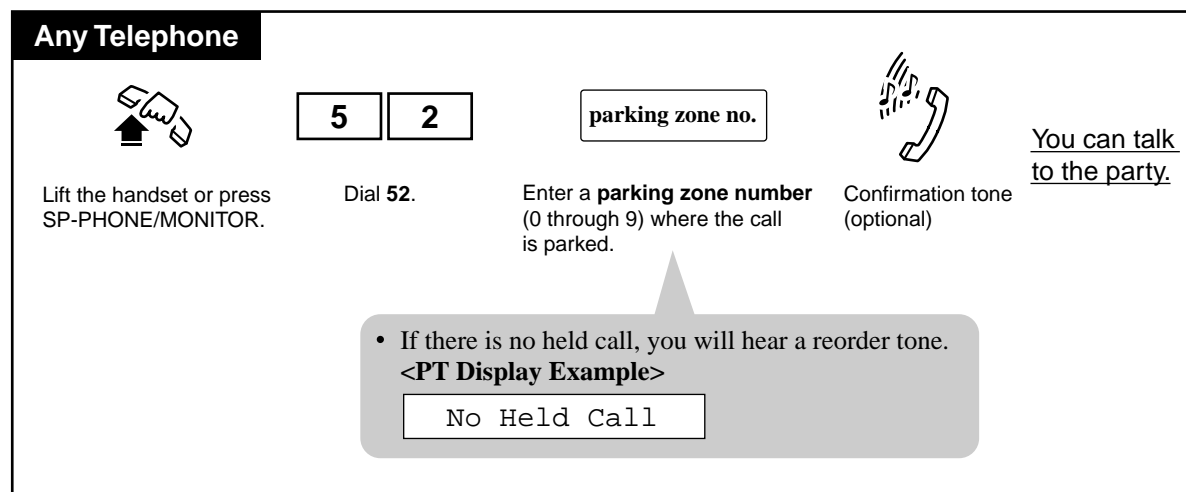 Any Telephone
5 2
parking zone no.
You can talk
to the party.
Lift the handset or press
SP-PHONE/MONITOR.
Dial 52.
Enter a parking zone number
(0 through 9) where the call
is parked.
Confirmation tone
(optional)
• If there is no held call, you will hear a reorder tone.
<PT Display Example>
No Held Call